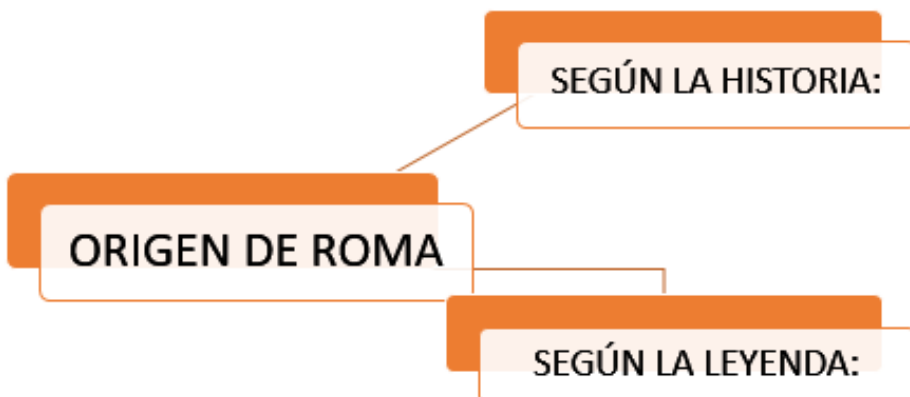 SEGÚN LA HISTORIA:
ORIGEN DE ROMA
SEGÚN LA LEYENDA: